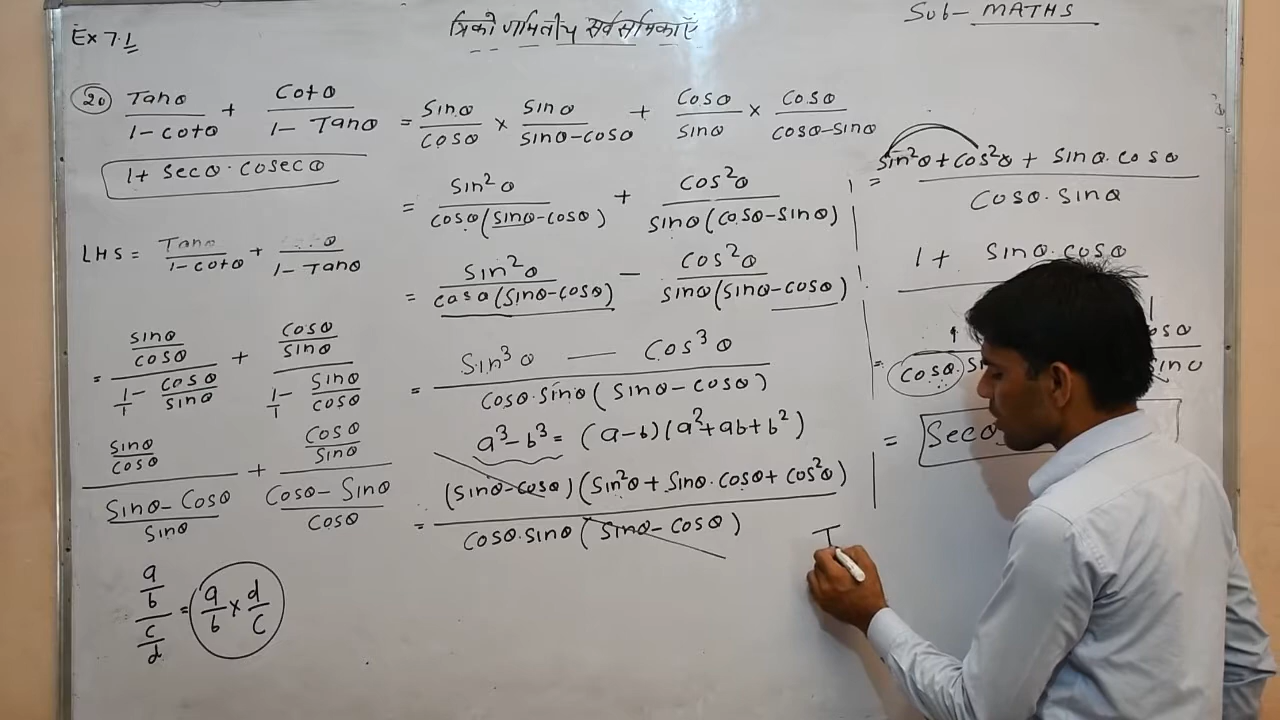 Ex 7.1
त्रिकोणमितीय सर्वसमिकाएँ
Sub- MATHS
(20) Tanθ/(1-cotθ) + Cotθ/(1- Tanθ)
1+ secθ·cosecθ
LHS = Tanθ/(1-cotθ) + θ/(1- Tanθ)
= (sinθ/cosθ)/(1/1 - cosθ/sinθ) + (cosθ/sinθ)/(1/1 - sinθ/cosθ)
(sinθ/cosθ)/((sinθ-cosθ)/sinθ) + (cosθ/sinθ)/((cosθ-sinθ)/cosθ)
(a/b)/(c/d) = a/b × d/c
= sinθ/cosθ × sinθ/(sinθ-cosθ) + cosθ/sinθ × cosθ/(cosθ-sinθ)
= sin²θ/(cosθ(sinθ-cosθ)) + cos²θ/(sinθ(cosθ-sinθ))
= sin²θ/(cosθ(sinθ-cosθ)) - cos²θ/(sinθ(sinθ-cosθ))
= (sin³θ - cos³θ)/(cosθ·sinθ(sinθ-cosθ))
a³-b³ = (a-b)(a²+ab+b²)
= (sinθ-cosθ)(sin²θ+sinθ·cosθ+cos²θ)/(cosθ·sinθ(sinθ-cosθ))
= (sin²θ+cos²θ+sinθ·cosθ)/(cosθ·sinθ)
1+ sinθ·cosθ
= 1 cosθ
= Secθ